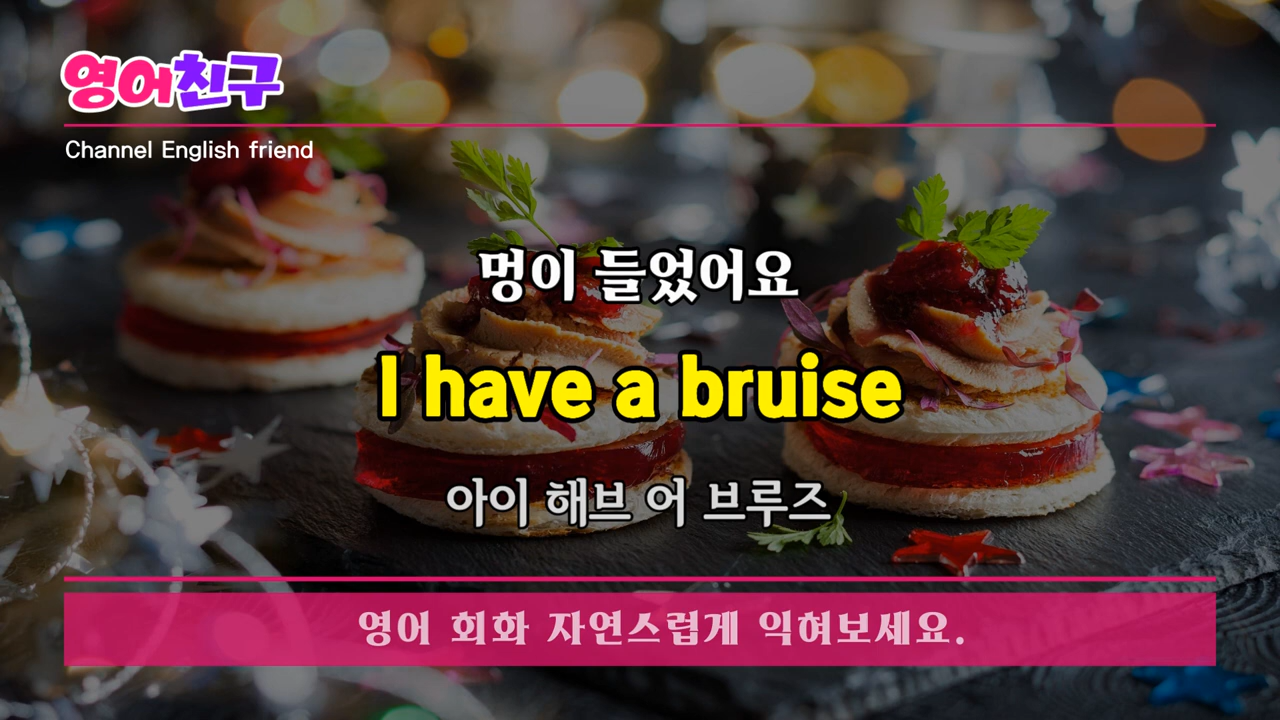 영어친구
Channel English friend
멍이 들었어요
I have a bruise
아이 해브 어 브루즈
영어 회화 자연스럽게 익혀보세요.